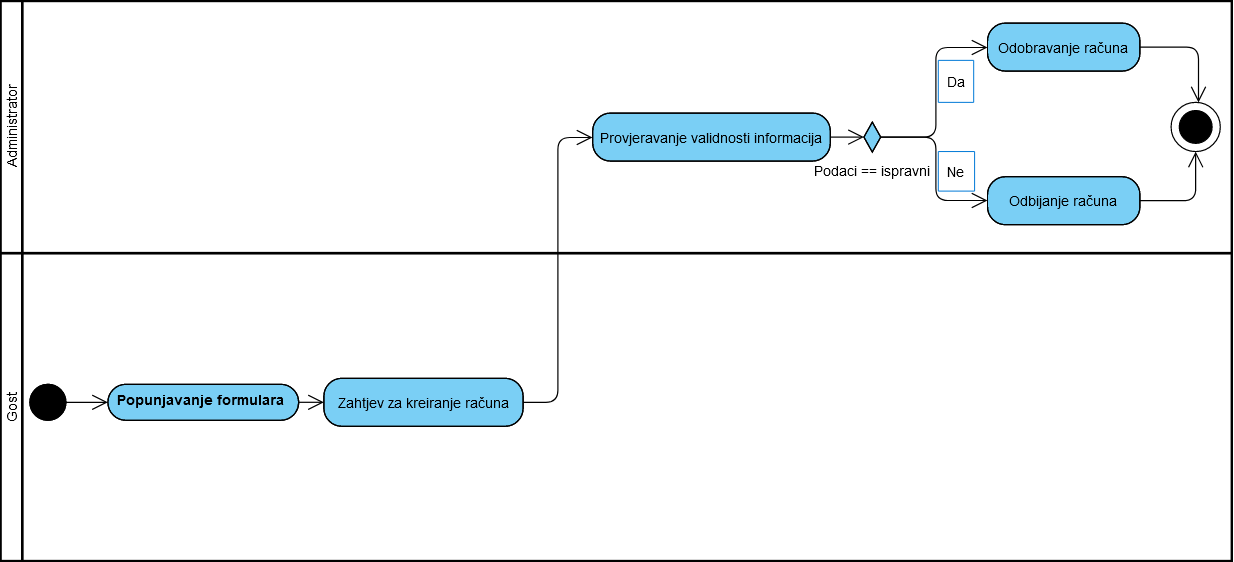 Administrator
Odobravanje računa
Da
Provjeravanje validnosti informacija
Podaci == ispravni
Ne
Odbijanje računa
Gost
Popunjavanje formulara
Zahtjev za kreiranje računa